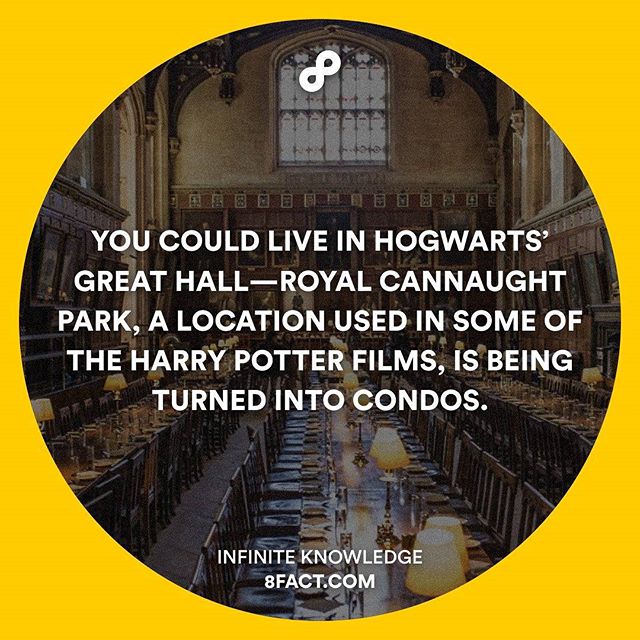 YOU COULD LIVE IN HOGWARTS’
GREAT HALL—ROYAL CANNAUGHT
PARK, A LOCATION USED IN SOME OF
THE HARRY POTTER FILMS, IS BEING
TURNED INTO CONDOS.
INFINITE KNOWLEDGE
8FACT.COM